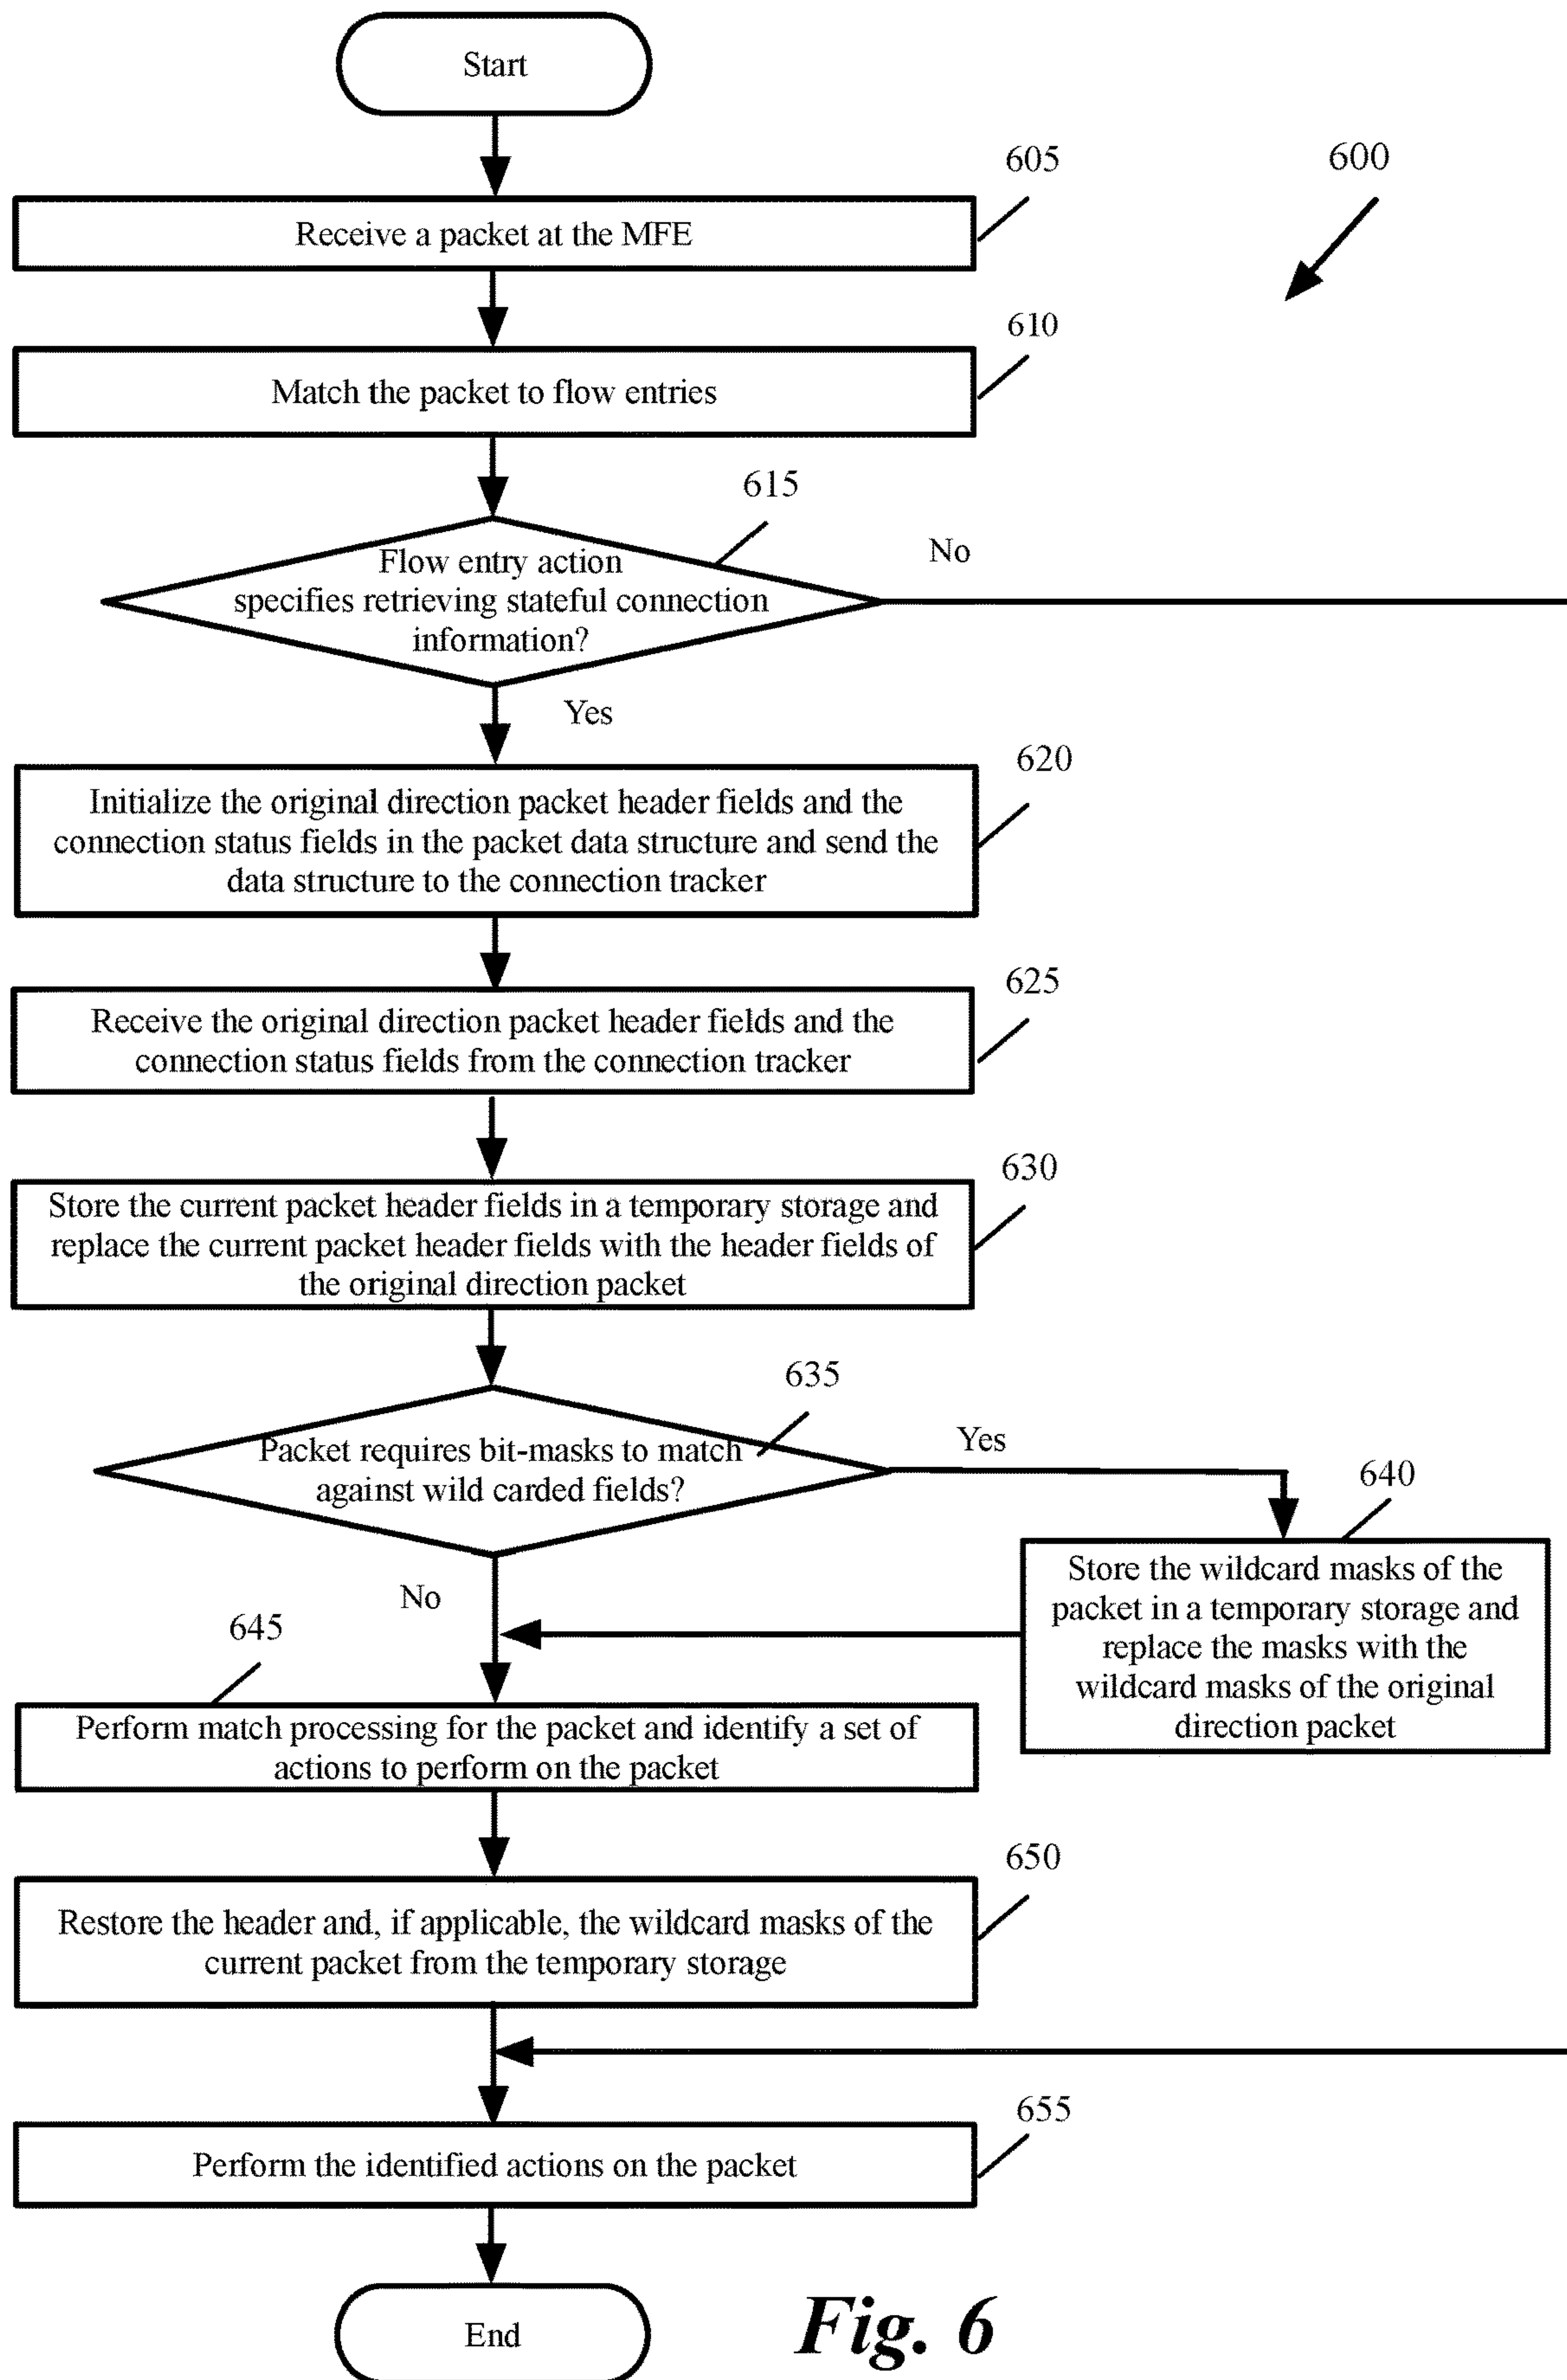 Start
605
600
Receive a packet at the MFE
610
Match the packet to flow entries
615
Flow entry action
specifies retrieving stateful connection
information?
No
Yes
620
Initialize the original direction packet header fields and the
connection status fields in the packet data structure and send the
data structure to the connection tracker
625
Receive the original direction packet header fields and the
connection status fields from the connection tracker
630
Store the current packet header fields in a temporary storage and
replace the current packet header fields with the header fields of
the original direction packet
635
Packet requires bit-masks to match
against wild carded fields?
Yes
640
Store the wildcard masks of the
packet in a temporary storage and
replace the masks with the
wildcard masks of the original
direction packet
No
645
Perform match processing for the packet and identify a set of
actions to perform on the packet
650
Restore the header and, if applicable, the wildcard masks of the
current packet from the temporary storage
655
Perform the identified actions on the packet
End
Fig. 6